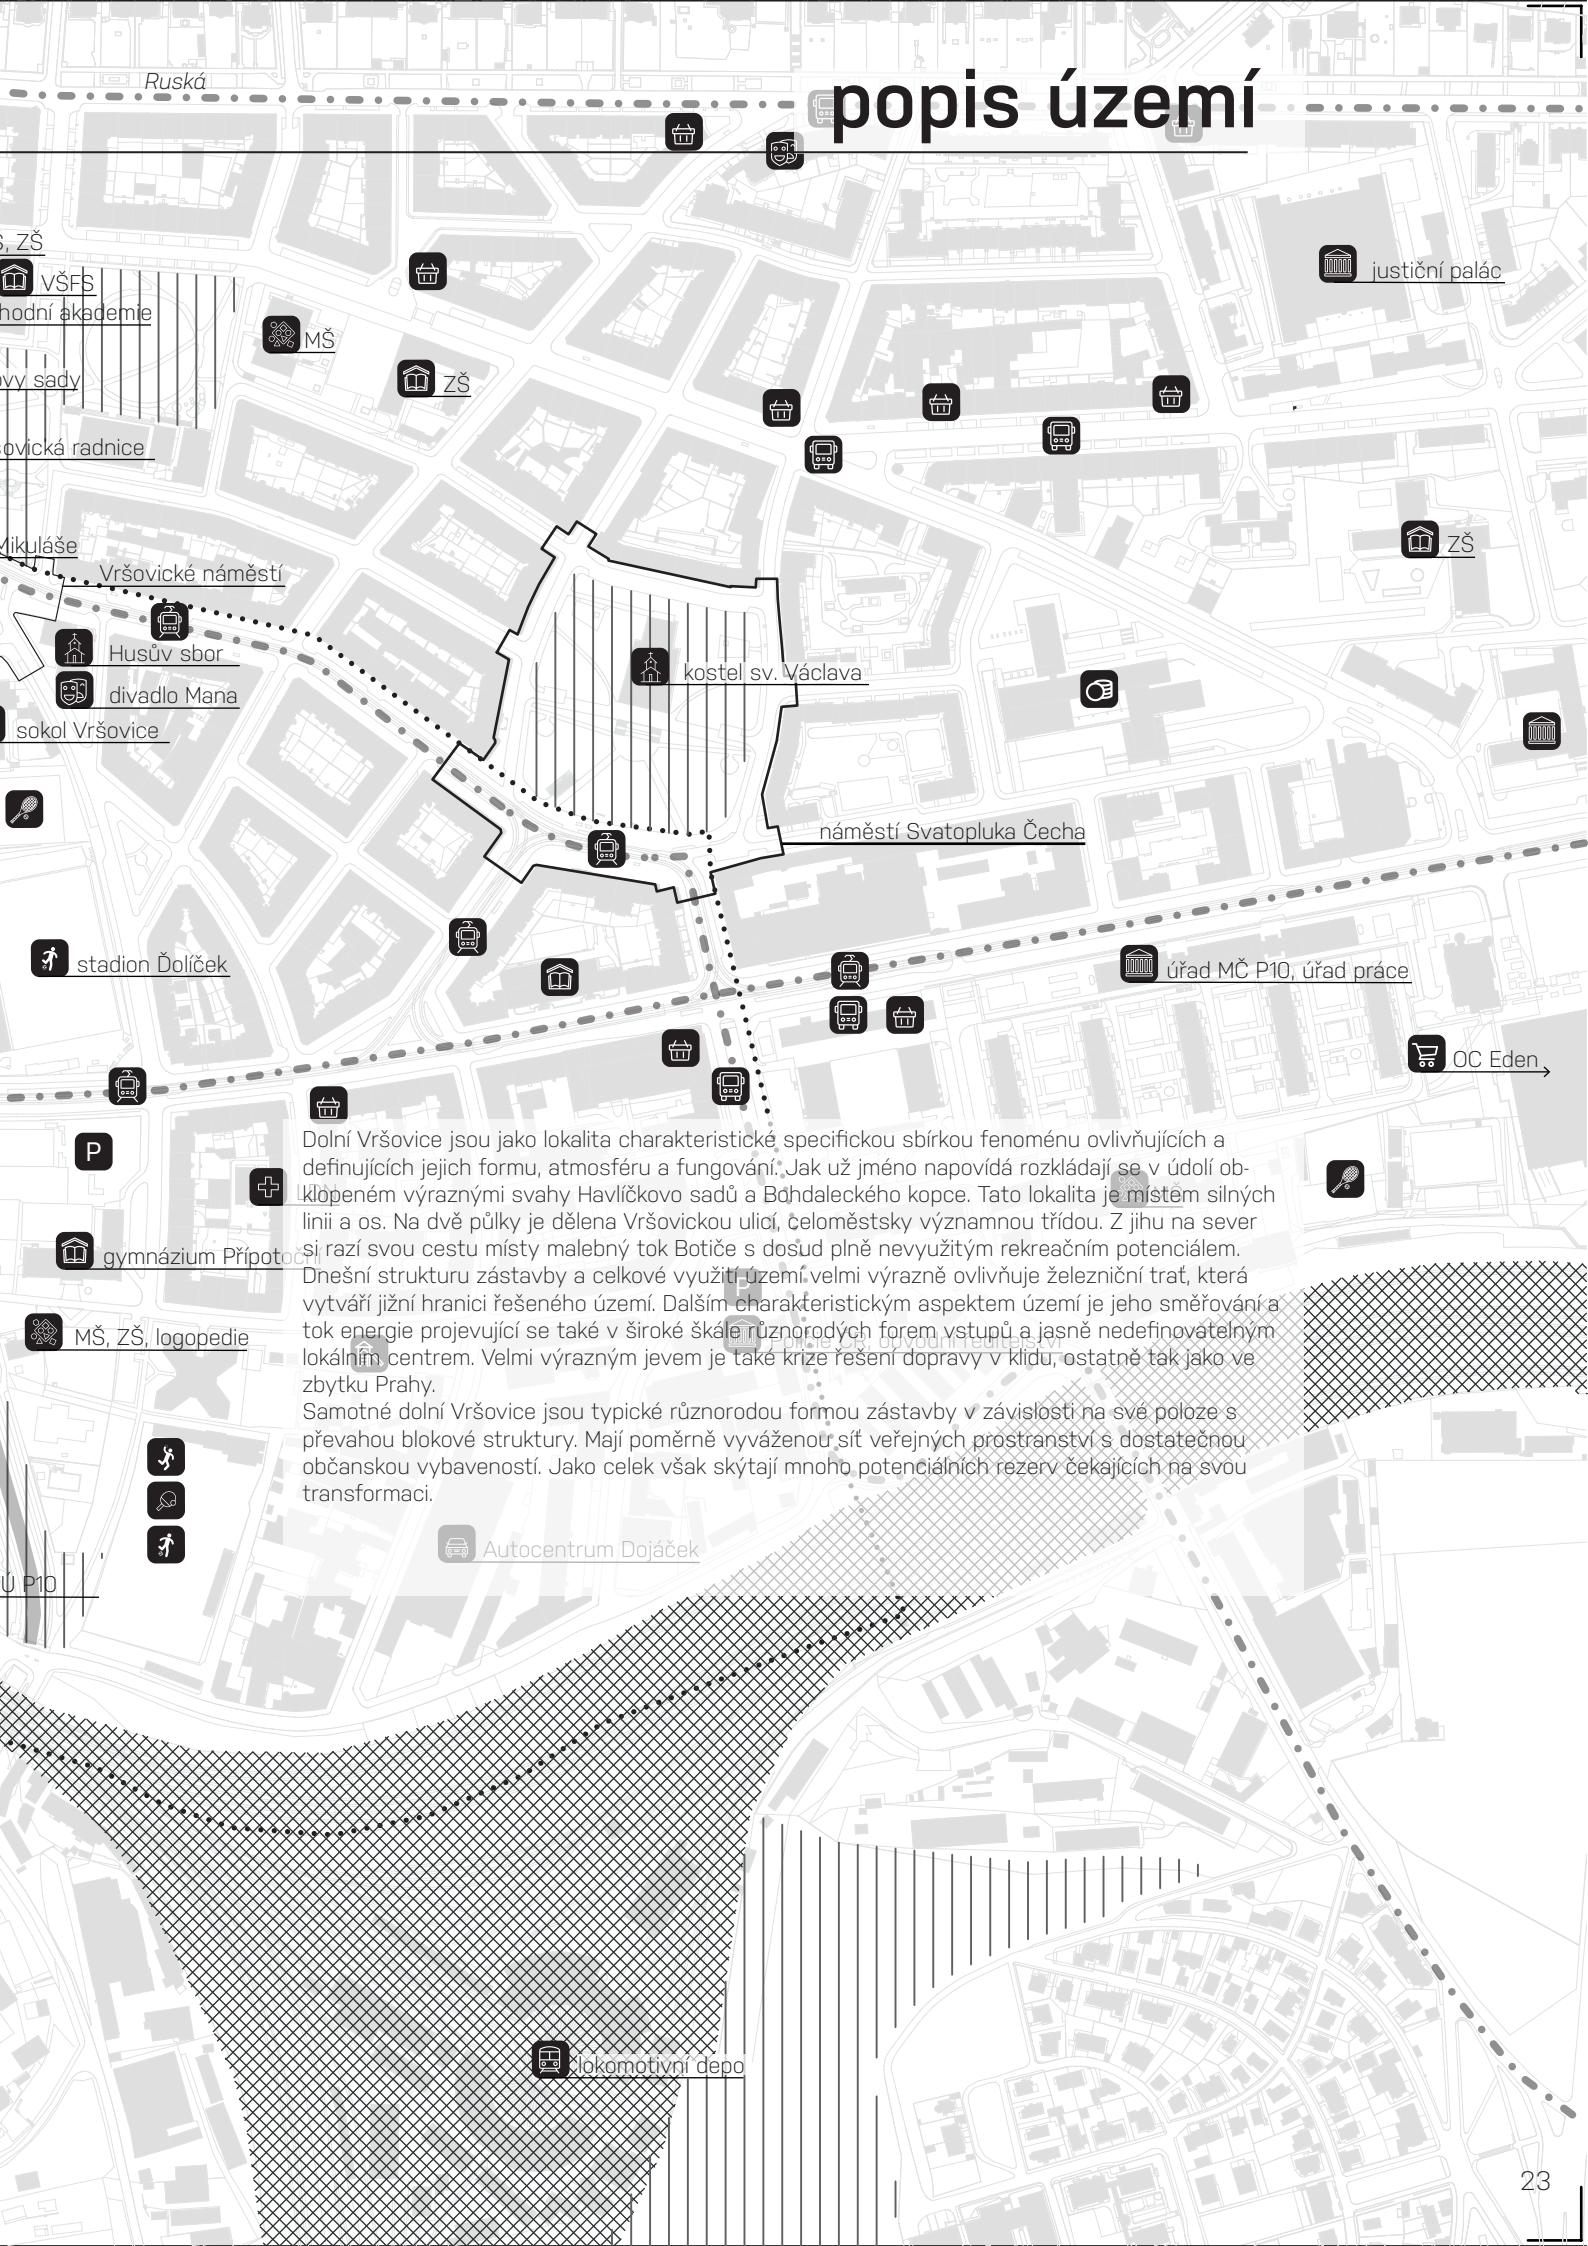 popis území
Ruská
, ZŠ
VŠFS
hodní akademie
justiční palác
MŠ
ZŠ
vy sady
ovická radnice
Mikuláše
Vršovické náměstí
ZŠ
Husův sbor
kostel sv. Václava
divadlo Mana
sokol Vršovice
náměstí Svatopluka Čecha
stadion Ďolíček
úřad MČ P10, úřad práce
OC Eden
P
Dolní Vršovice jsou jako lokalita charakteristické specifickou sbírkou fenoménu ovlivňujících a
definujících jejich formu, atmosféru a fungování. Jak už jméno napovídá rozkládají se v údolí ob-
klopeném výraznými svahy Havlíčkovo sadů a Bohdaleckého kopce. Tato lokalita je místem silných
linii a os. Na dvě půlky je dělena Vršovickou ulicí, celoměstsky významnou třídou. Z jihu na sever
si razí svou cestu místy malebný tok Botiče s dosud plně nevyužitým rekreačním potenciálem.
Dnešní strukturu zástavby a celkové využit území velmi výrazně ovlivňuje železniční trať, která
vytváří jižní hranici řešeného území. Dalším charakteristickým aspektem území je jeho směřování a
tok energie projevující se také v široké škále různorodých forem vstupů a jasně nedefinovatelným
lokálním centrem. Velmi výrazným jevem je také krize řešení dopravy v klidu, ostatně tak jako ve
zbytku Prahy.
Samotné dolní Vršovice jsou typické různorodou formou zástavby v závislosti na své poloze s
převahou blokové struktury. Mají poměrně vyváženou síť veřejných prostranství s dostatečnou
občanskou vybaveností. Jako celek však skýtají mnoho potenciálních rezerv čekajících na svou
transformaci.
gymnázium Přípotoční
P
MŠ, ZŠ, logopedie
Autocentrum Dojáček
Ú P10
lokomotivní depo
23